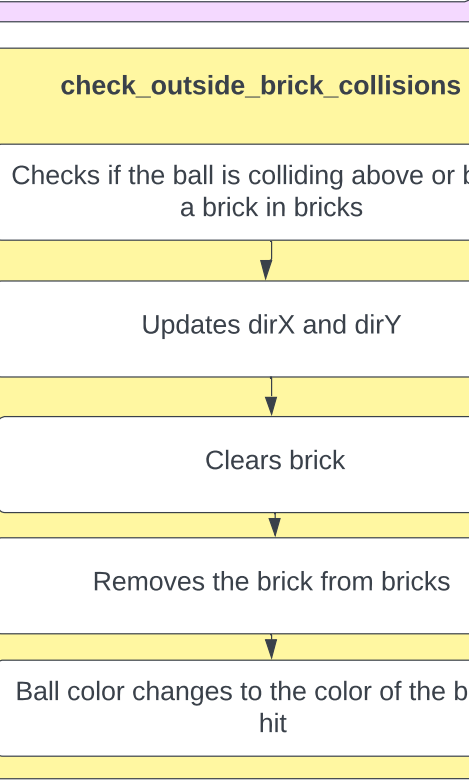 check_outside_brick_collisions
Checks if the ball is colliding above or
a brick in bricks
Updates dirX and dirY
Clears brick
Removes the brick from bricks
Ball color changes to the color of the
hit